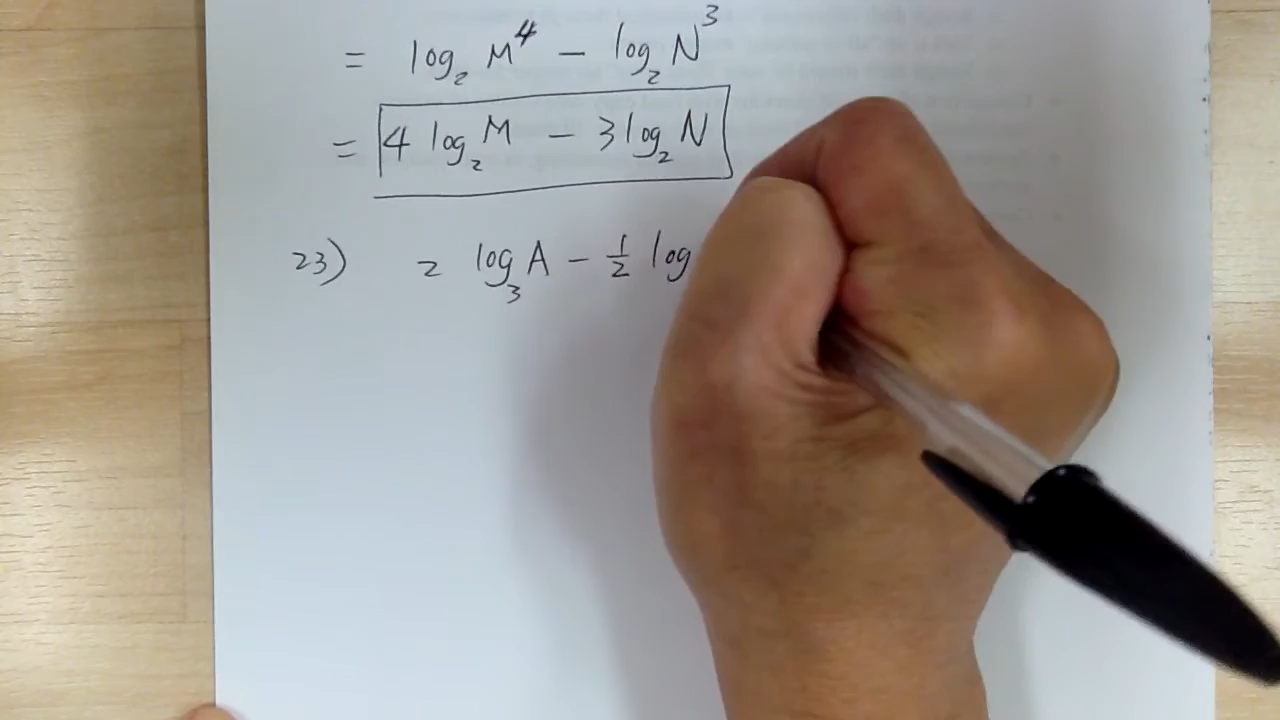 = log₂ M⁴ - log₂ N³
= 4 log₂ M - 3 log₂ N
23) 2 log₃ A - 1/2 log